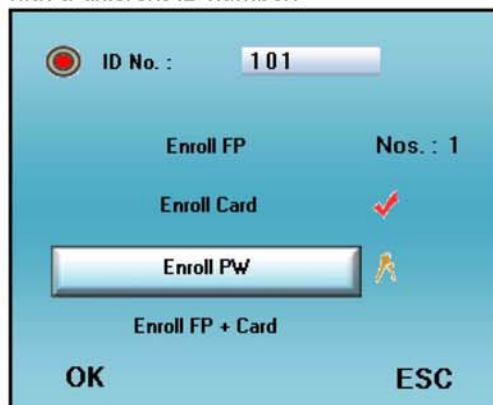 ID No. : 101
Enroll FP Nos. : 1
Enroll Card
Enroll PW
Enroll FP + Card
OK ESC